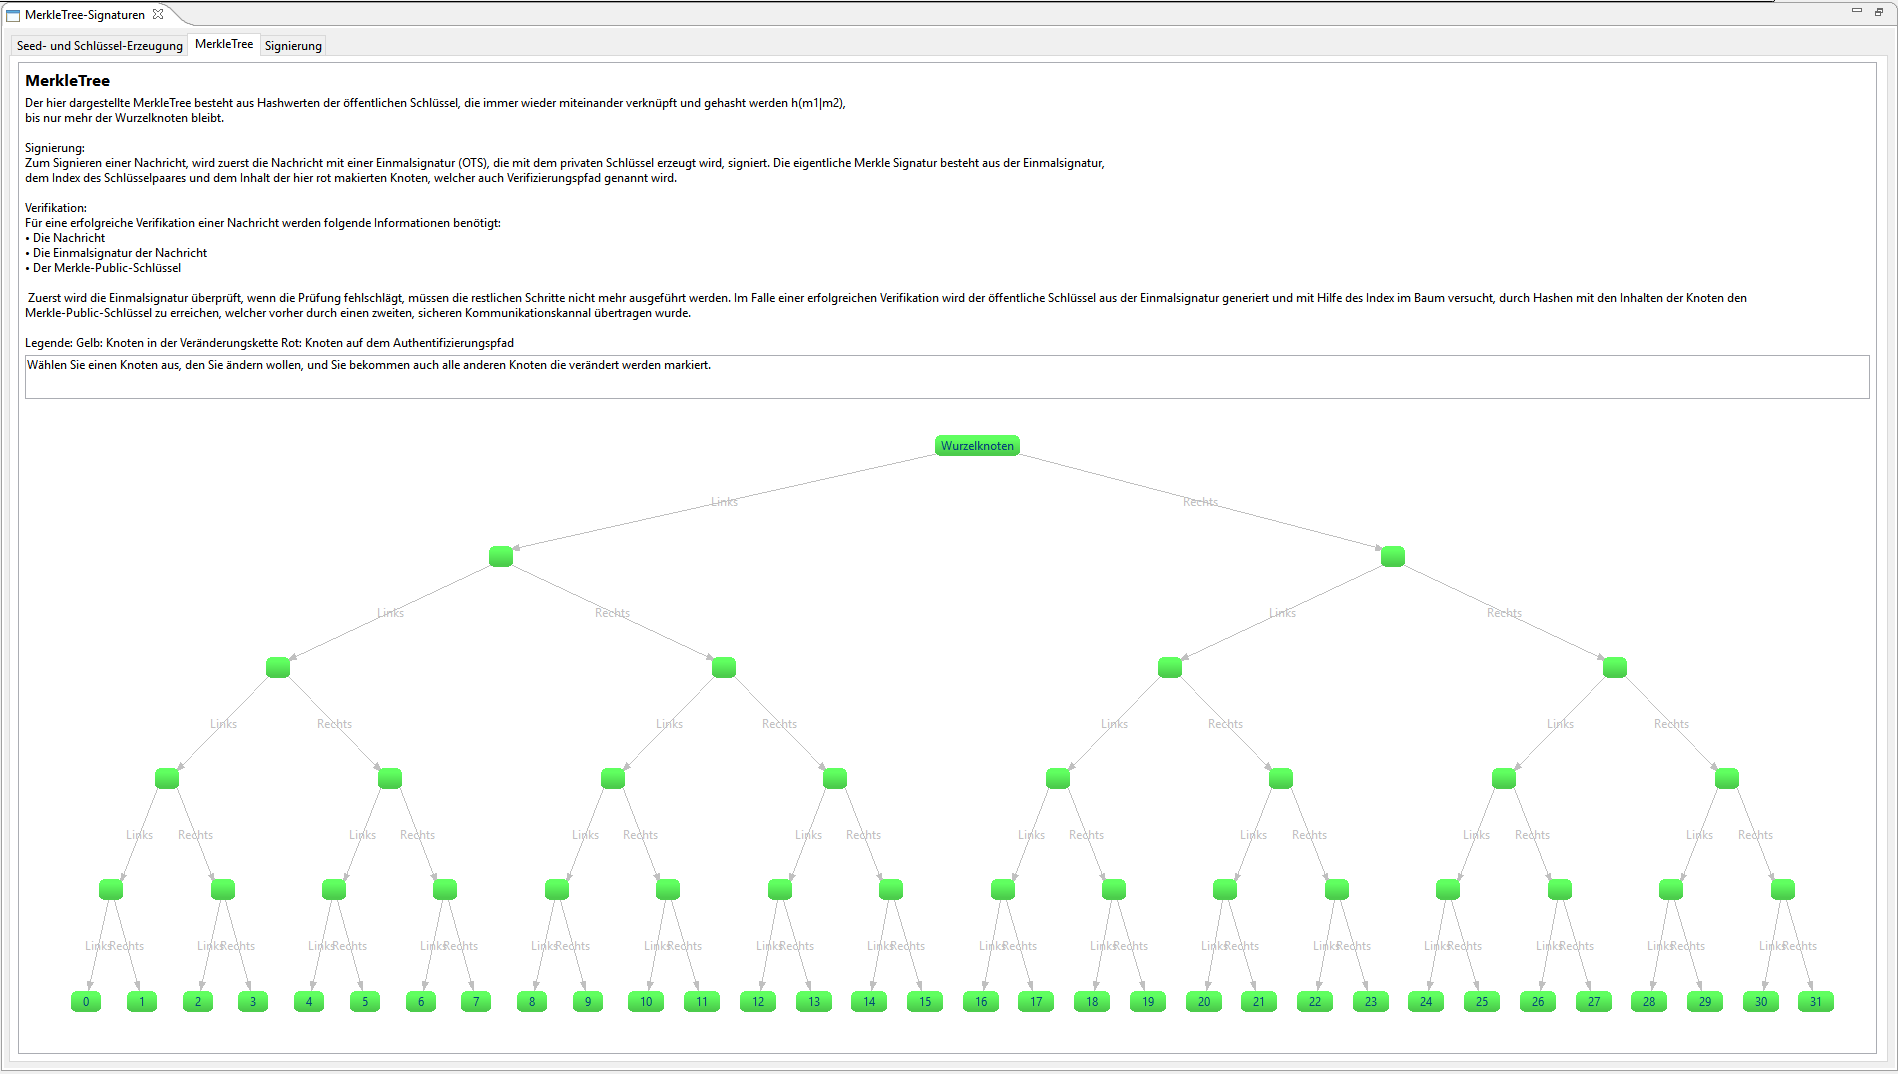 MerkleTree-Signaturen
Seed- und Schlüssel-Erzeugung MerkleTree Signierung
MerkleTree
Der hier dargestellte MerkleTree besteht aus Hashwerten der öffentlichen Schlüssel, die immer wieder miteinander verknüpft und gehasht werden h(m1|m2),
bis nur mehr der Wurzelknoten bleibt.
Signierung:
Zum Signieren einer Nachricht, wird zuerst die Nachricht mit einer Einmalsignatur (OTS), die mit dem privaten Schlüssel erzeugt wird, signiert. Die eigentliche Merkle Signatur besteht aus der Einmalsignatur,
dem Index des Schlüsselpaares und dem Inhalt der hier rot makierten Knoten, welcher auch Verifizierungspfad genannt wird.
Verifikation:
Für eine erfolgreiche Verifikation einer Nachricht werden folgende Informationen benötigt:
• Die Nachricht
• Die Einmalsignatur der Nachricht
• Der Merkle-Public-Schlüssel
Zuerst wird die Einmalsignatur überprüft, wenn die Prüfung fehlschlägt, müssen die restlichen Schritte nicht mehr ausgeführt werden. Im Falle einer erfolgreichen Verifikation wird der öffentliche Schlüssel aus der Einmalsignatur generiert und mit Hilfe des Index im Baum versucht, durch Hashen mit den Inhalten der Knoten den
Merkle-Public-Schlüssel zu erreichen, welcher vorher durch einen zweiten, sicheren Kommunikationskannal übertragen wurde.
Legende: Gelb: Knoten in der Veränderungskette Rot: Knoten auf dem Authentifizierungspfad
Wählen Sie einen Knoten aus, den Sie ändern wollen, und Sie bekommen auch alle anderen Knoten die verändert werden markiert.
Wurzelknoten
Links Rechts
Links Rechts Links Rechts
Links Rechts Links Rechts Links Rechts Links Rechts
Links Rechts Links Rechts Links Rechts Links Rechts Links Rechts Links Rechts Links Rechts Links Rechts
Links Rechts Links Rechts Links Rechts Links Rechts Links Rechts Links Rechts Links Rechts Links Rechts Links Rechts Links Rechts Links Rechts Links Rechts Links Rechts Links Rechts Links Rechts Links Rechts
0 1 2 3 4 5 6 7 8 9 10 11 12 13 14 15 16 17 18 19 20 21 22 23 24 25 26 27 28 29 30 31